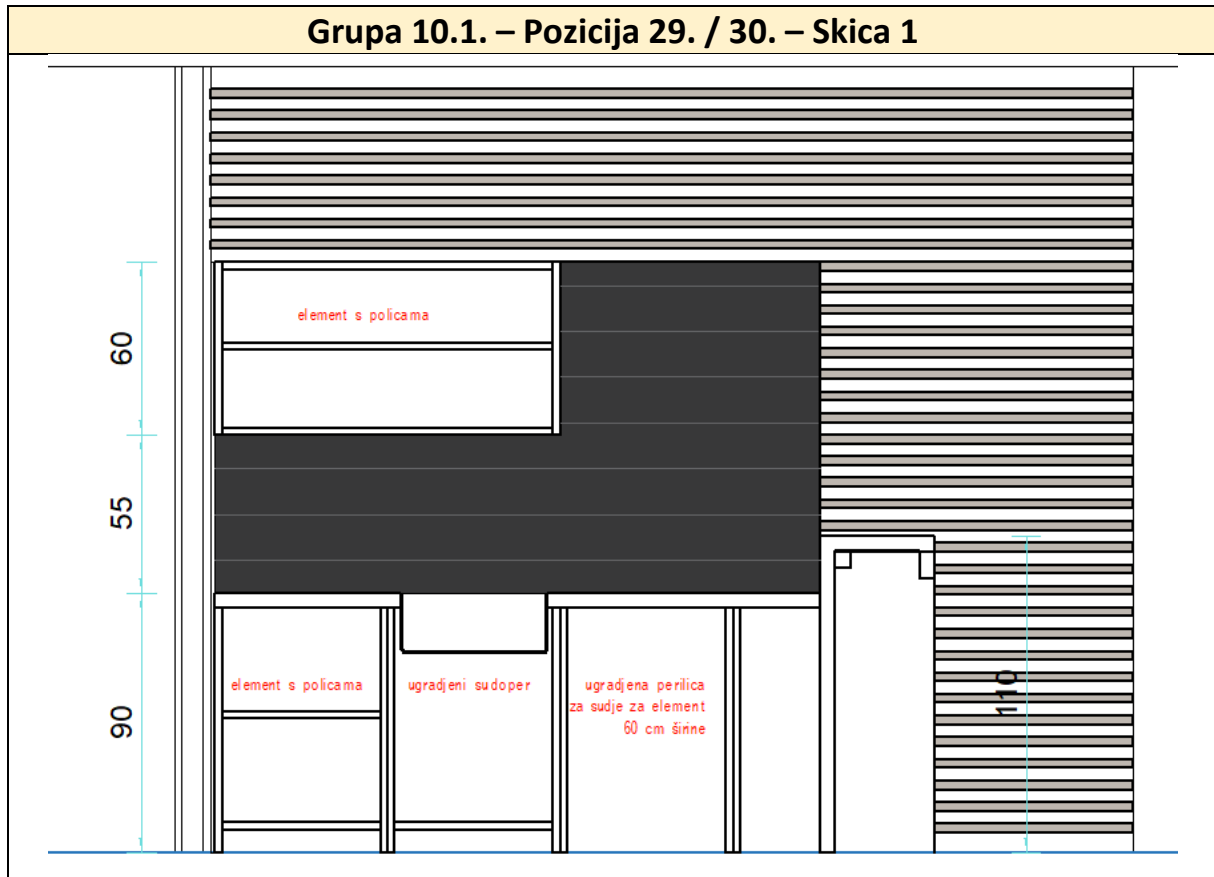 Grupa 10.1. – Pozicija 29. / 30. – Skica 1
element s policama
60
55
element s policama
ugradjeni sudoper
ugradjena perilica
za sudje za element
60 cm širine
90
110